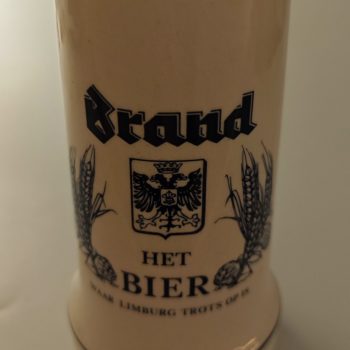 Brand
HET
BIER
WAAR LIMBURG TROTS OP IS